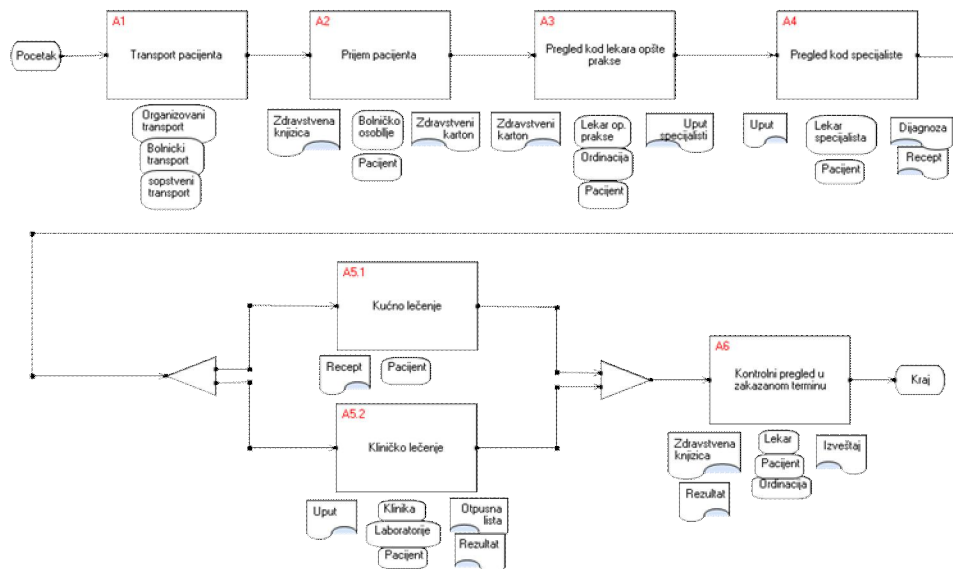 Pocetak
A1
Transport pacijenta
Organizovani
transport
Bolnicki
transport
sopstveni
transport
A2
Prijem pacijenta
Zdravstvena
knjizica
Bolničko
osobllje
Pacijent
Zdravstveni
karton
A3
Pregled kod lekara opšte
prakse
Zdravstveni
karton
Lekar op.
prakse
Ordinacija
Pacijent
Uput
specijalisti
A4
Pregled kod specijaliste
Uput
Lekar
specijalista
Pacijent
Dijagnoza
Recept
A5.1
Kućno lečenje
Recept
Pacijent
A5.2
Kliničko lečenje
Uput
Klinika
Laboratorije
Pacijent
Otpusna
lista
Rezultat
A6
Kontrolni pregled u
zakazanom terminu
Zdravstvena
knjizica
Rezultat
Lekar
Pacijent
Ordinacija
Izveštaj
Kraj